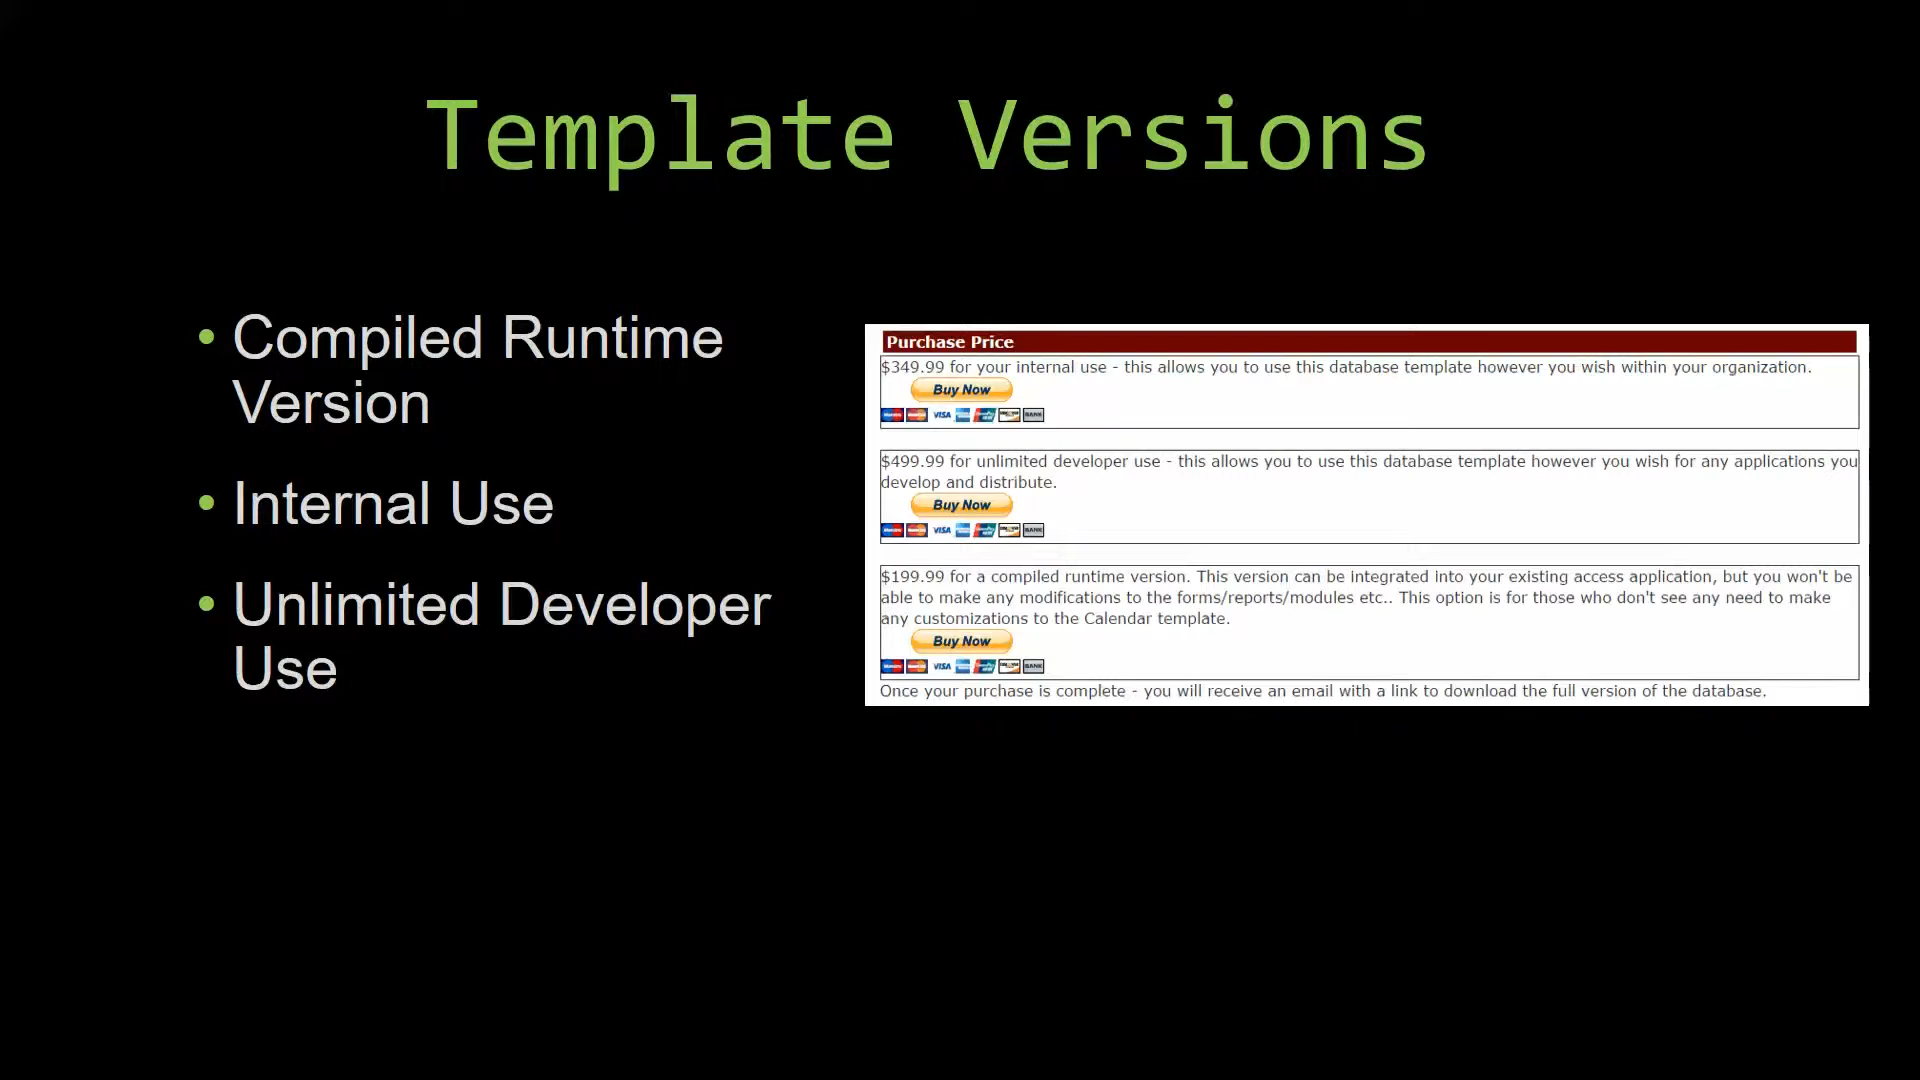 Template Versions
• Compiled Runtime
Version
• Internal Use
• Unlimited Developer
Use
Purchase Price
$349.99 for your internal use - this allows you to use this database template however you wish within your organization.
Buy Now
VISA BANK
$499.99 for unlimited developer use - this allows you to use this database template however you wish for any applications you
develop and distribute.
Buy Now
VISA BANK
$199.99 for a compiled runtime version. This version can be integrated into your existing access application, but you won't be
able to make any modifications to the forms/reports/modules etc.. This option is for those who don't see any need to make
any customizations to the Calendar template.
Buy Now
VISA BANK
Once your purchase is complete - you will receive an email with a link to download the full version of the database.